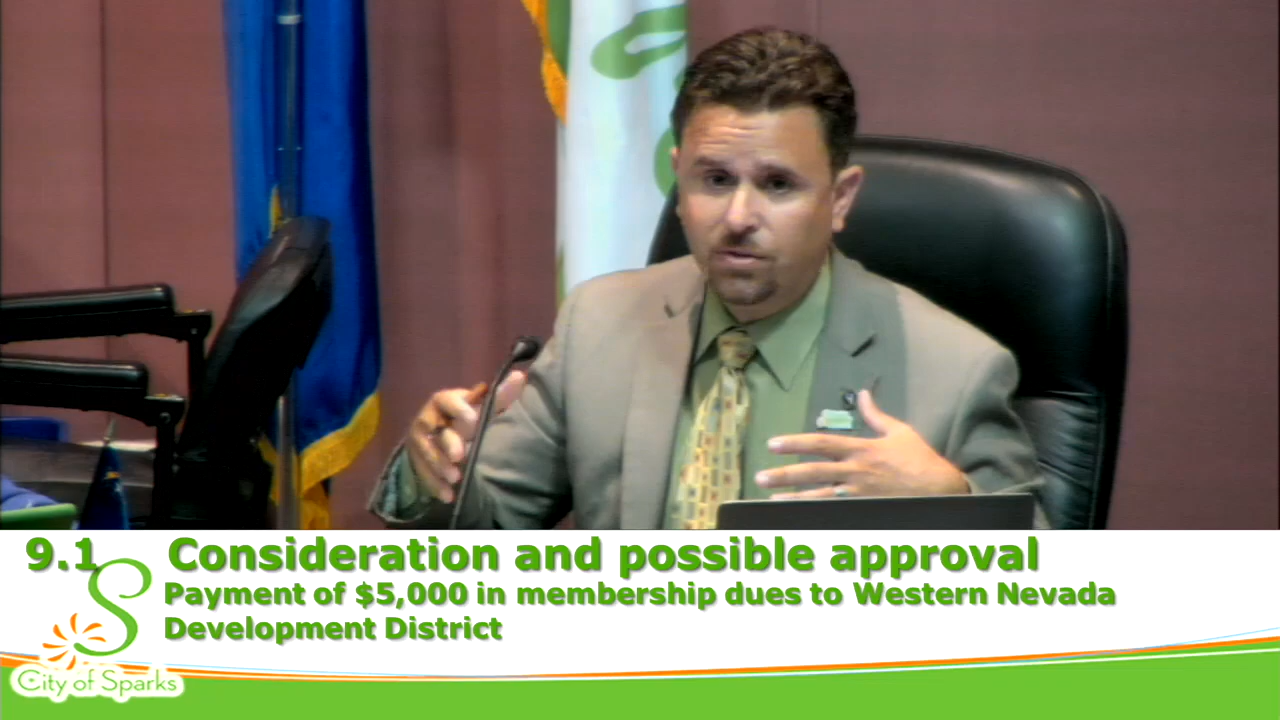 9.1 Consideration and possible approval
Payment of $5,000 in membership dues to Western Nevada
Development District
S
City of Sparks